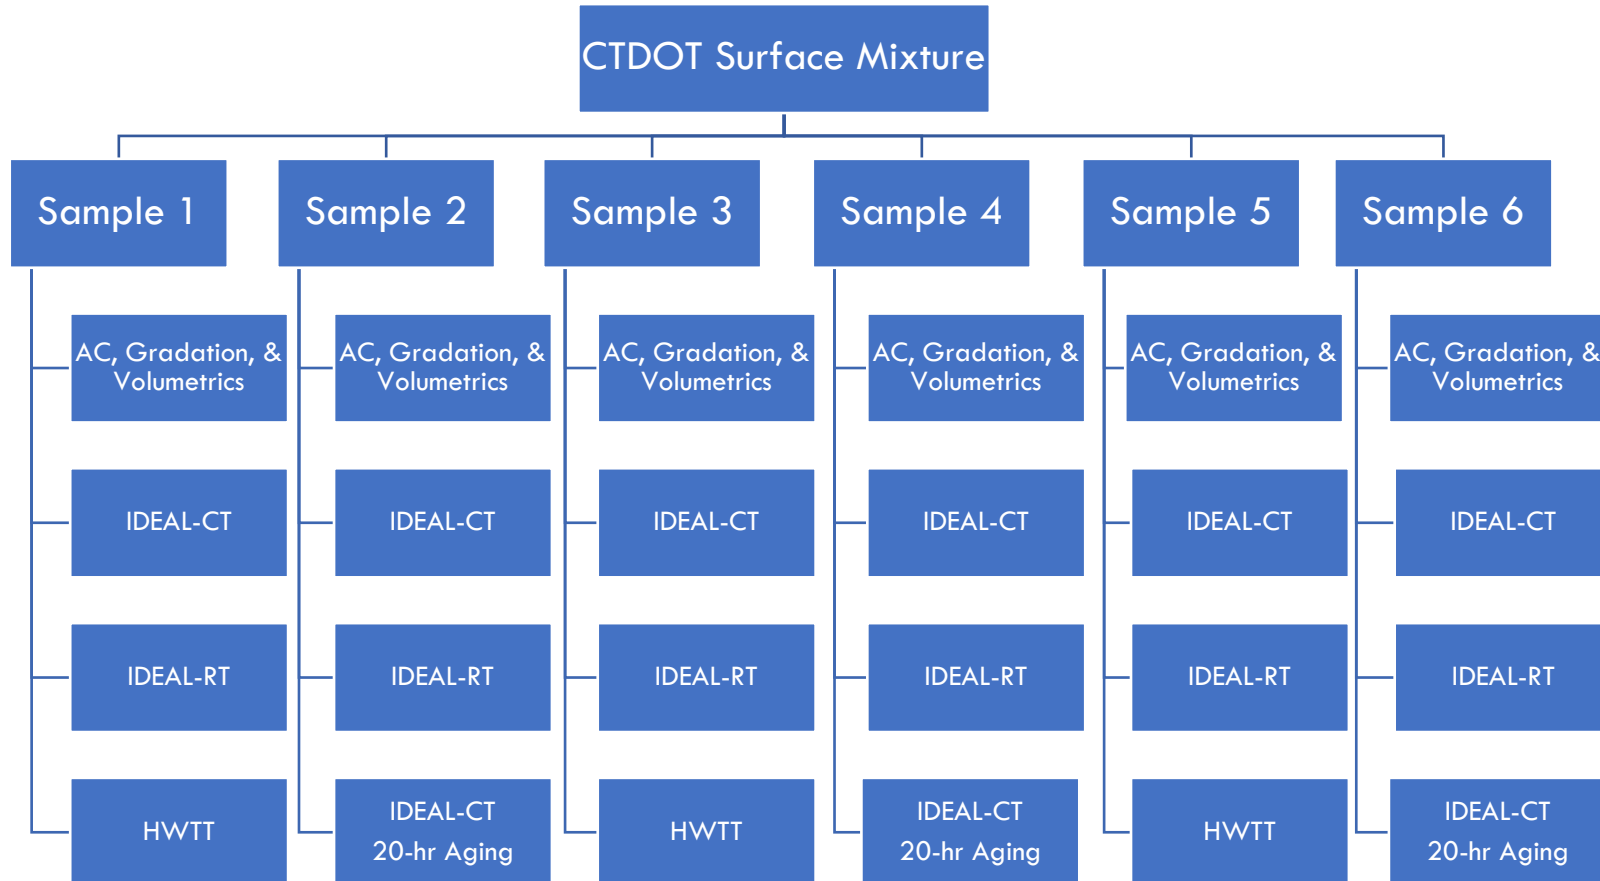 CTDOT Surface Mixture
Sample 1
Sample 2
Sample 3
Sample 4
Sample 5
Sample 6
AC, Gradation, &
Volumetrics
AC, Gradation, &
Volumetrics
AC, Gradation, &
Volumetrics
AC, Gradation, &
Volumetrics
AC, Gradation, &
Volumetrics
AC, Gradation, &
Volumetrics
IDEAL-CT
IDEAL-CT
IDEAL-CT
IDEAL-CT
IDEAL-CT
IDEAL-CT
IDEAL-RT
IDEAL-RT
IDEAL-RT
IDEAL-RT
IDEAL-RT
IDEAL-RT
HWTT
IDEAL-CT
20-hr Aging
HWTT
IDEAL-CT
20-hr Aging
HWTT
IDEAL-CT
20-hr Aging